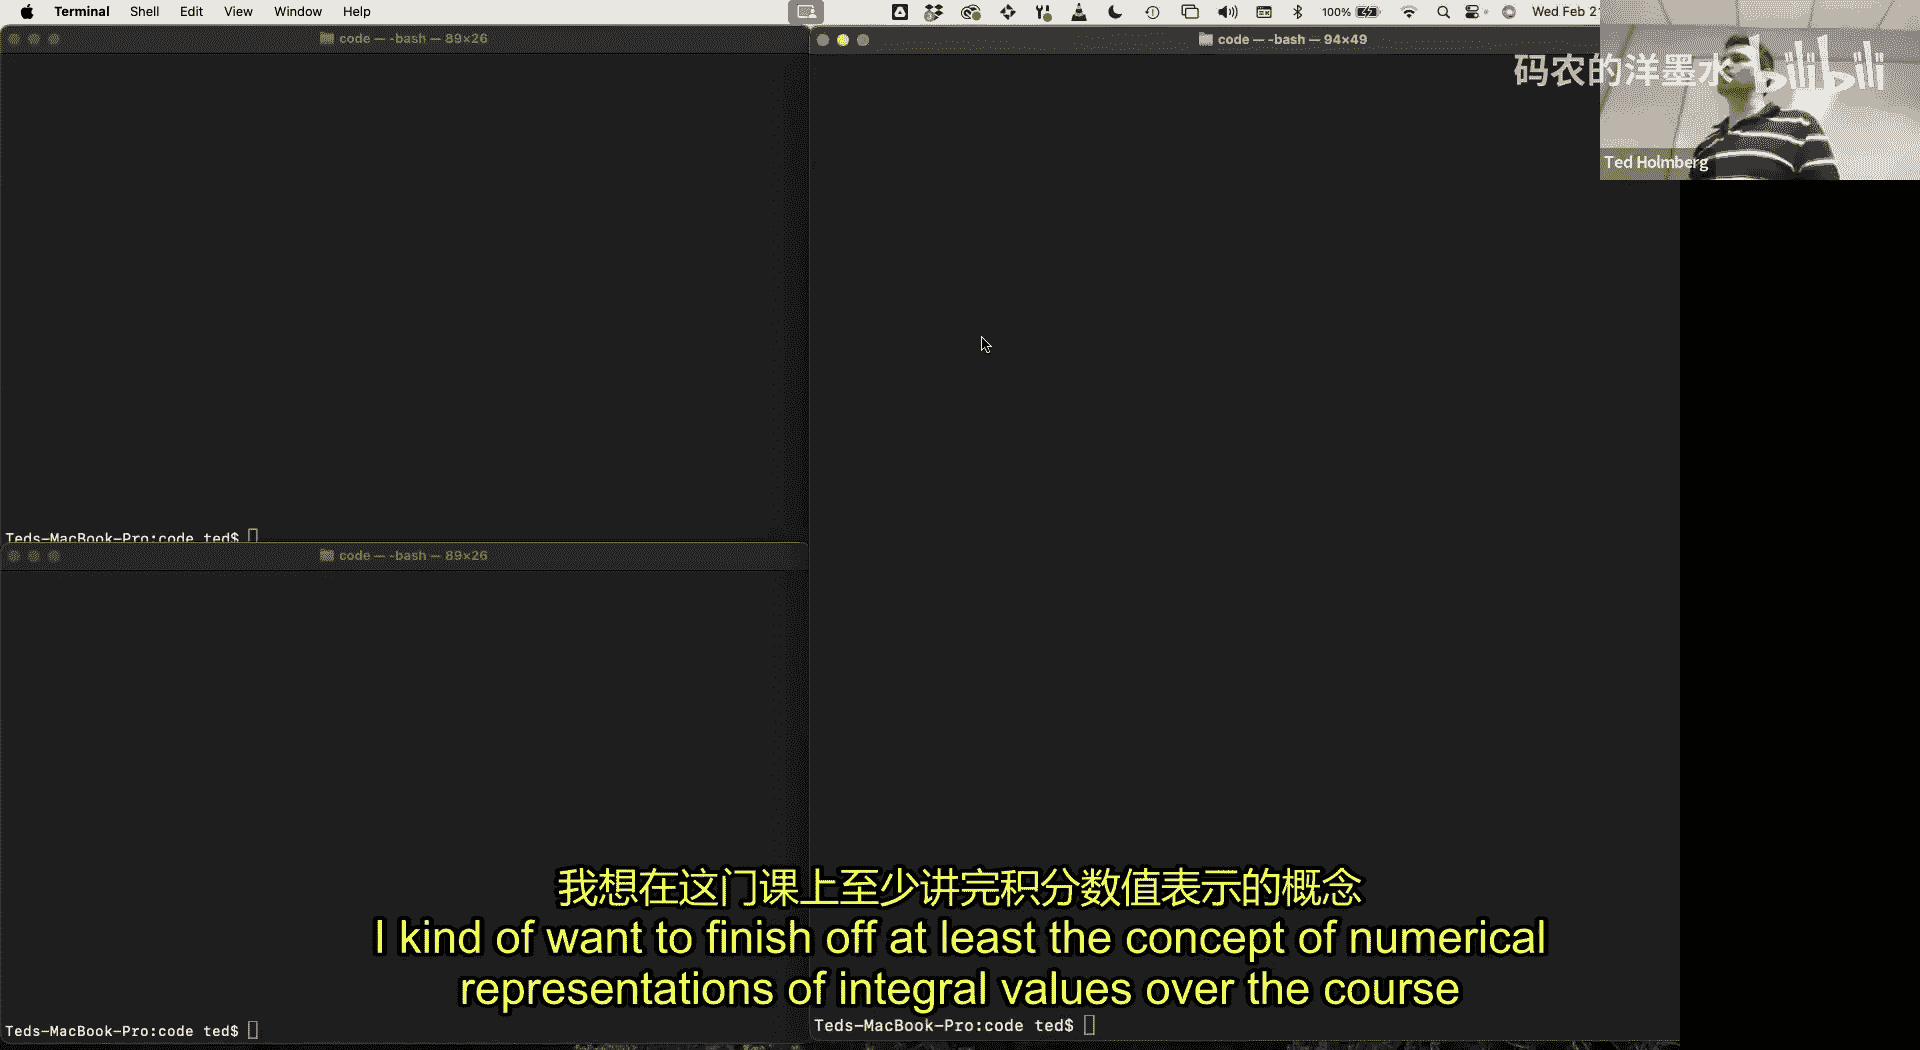 Terminal Shell Edit View Window Help
100%
Wed Feb 21
code — -bash — 89×26
code — -bash — 94×49
码农的洋墨水 bilibili
Ted Holmberg
Teds-MacBook-Pro:code ted$
code — -bash — 89×26
我想在这门课上至少讲完积分数值表示的概念
I kind of want to finish off at least the concept of numerical
representations of integral values over the course
Teds-MacBook-Pro:code ted$
Teds-MacBook-Pro:code ted$